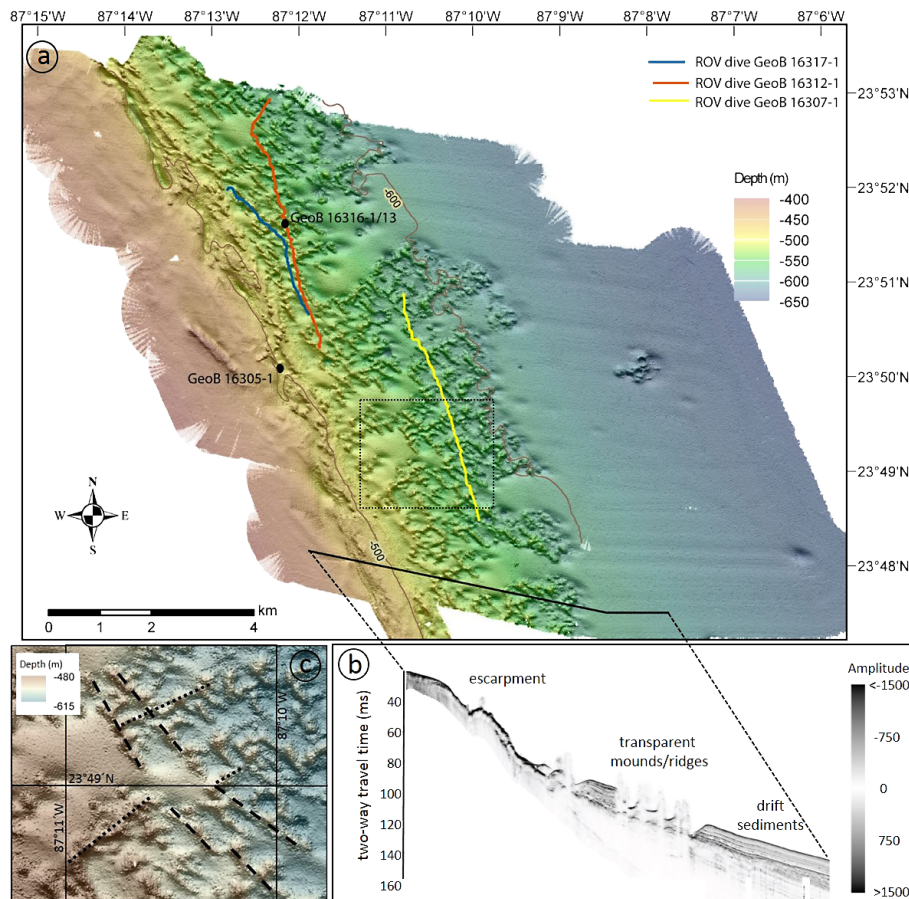 87°15'W 87°14'W 87°13'W 87°12'W 87°11'W 87°10'W 87°9'W 87°8'W 87°7'W 87°6'W
a
ROV dive GeoB 16317-1
ROV dive GeoB 16312-1
ROV dive GeoB 16307-1
23°53'N
23°52'N
23°51'N
23°50'N
23°49'N
23°48'N
Depth (m)
-400
-450
-500
-550
-600
-650
-600
GeoB 16316-1/13
GeoB 16305-1
-500
N
W E
S
km
0 1 2 4
c
Depth (m)
-480
-615
87°10'W
23°49´N
87°11'W
b
escarpment
transparent
mounds/ridges
drift
sediments
two-way travel time (ms)
40
60
80
100
120
140
160
Amplitude
<-1500
-750
0
750
>1500